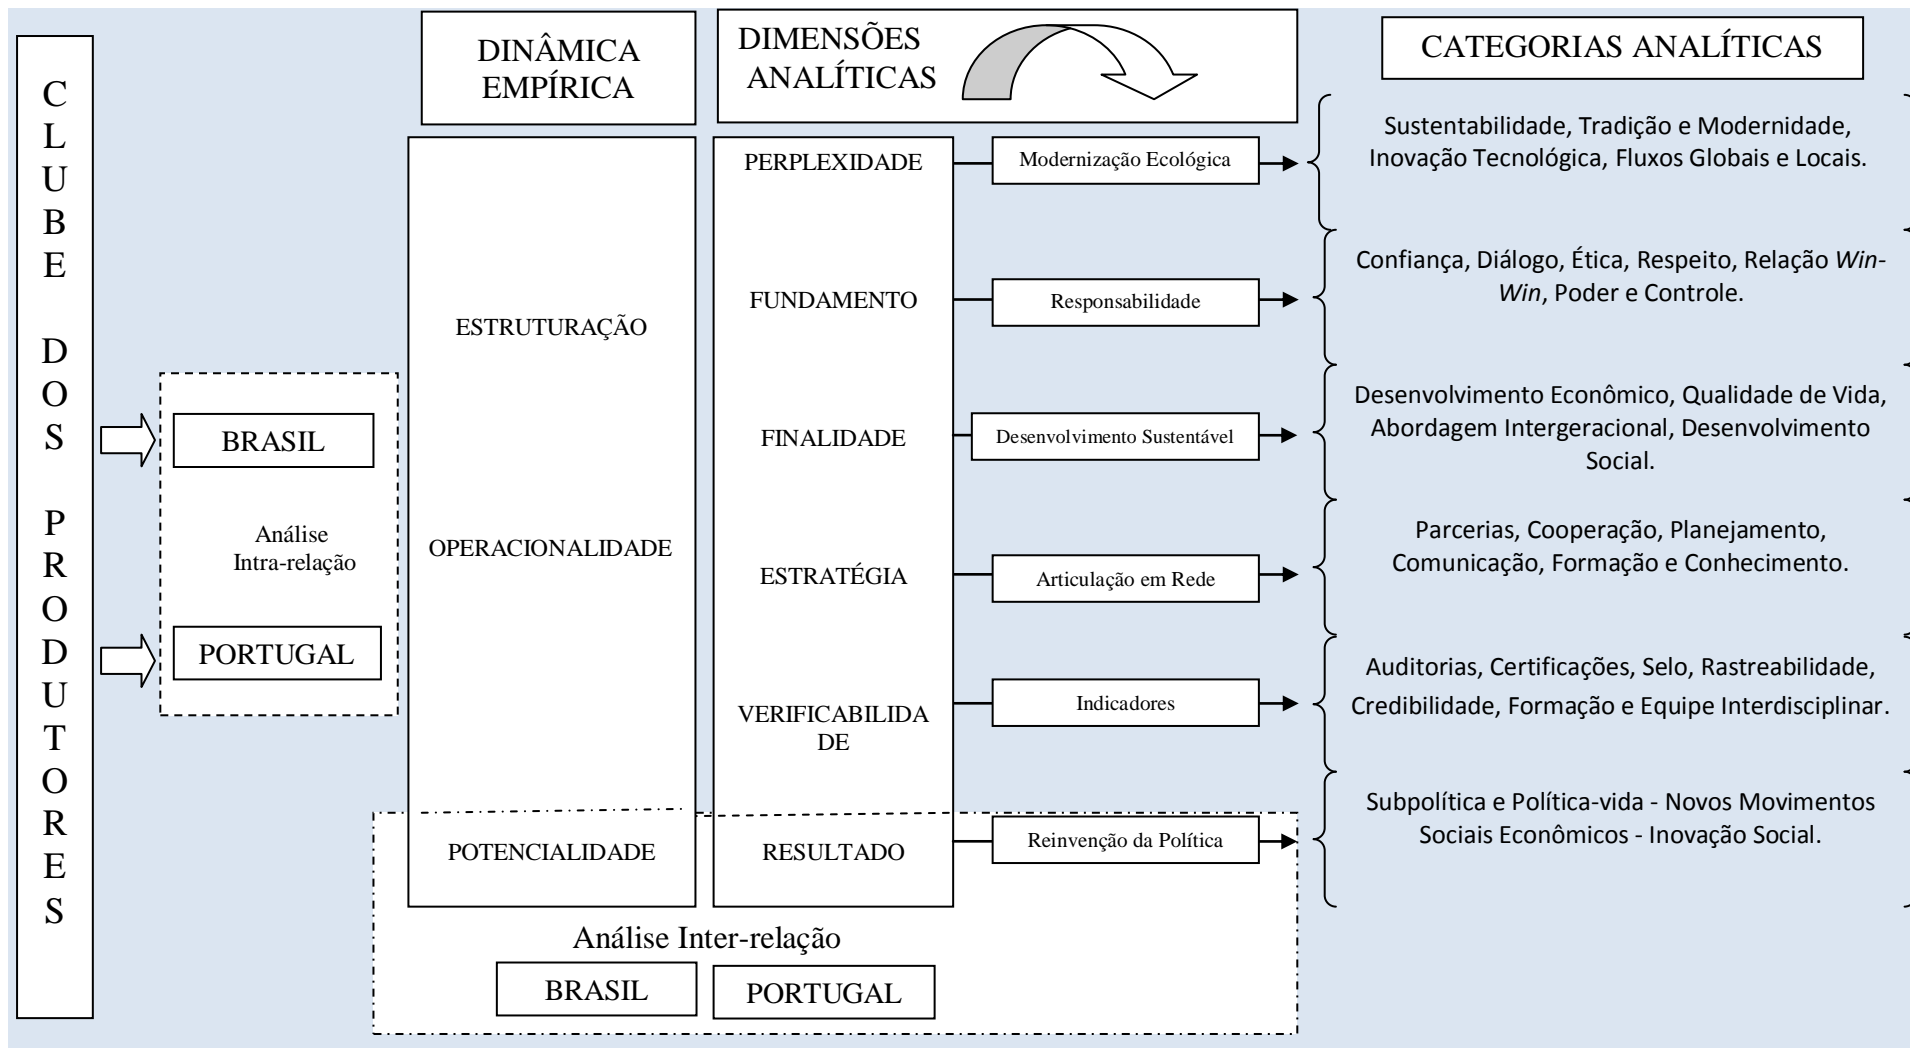 CLUBE DOS PRODUTORES
DINÂMICA
EMPÍRICA
DIMENSÕES
ANALÍTICAS
CATEGORIAS ANALÍTICAS
BRASIL
Análise
Intra-relação
PORTUGAL
ESTRUTURAÇÃO
OPERACIONALIDADE
POTENCIALIDADE
PERPLEXIDADE
Modernização Ecológica
Sustentabilidade, Tradição e Modernidade,
Inovação Tecnológica, Fluxos Globais e Locais.
FUNDAMENTO
Responsabilidade
Confiança, Diálogo, Ética, Respeito, Relação Win-
Win, Poder e Controle.
FINALIDADE
Desenvolvimento Sustentável
Desenvolvimento Econômico, Qualidade de Vida,
Abordagem Intergeracional, Desenvolvimento
Social.
ESTRATÉGIA
Articulação em Rede
Parcerias, Cooperação, Planejamento,
Comunicação, Formação e Conhecimento.
VERIFICABILIDA
DE
Indicadores
Auditorias, Certificações, Selo, Rastreabilidade,
Credibilidade, Formação e Equipe Interdisciplinar.
RESULTADO
Reinvenção da Política
Subpolítica e Política-vida - Novos Movimentos
Sociais Econômicos - Inovação Social.
Análise Inter-relação
BRASIL
PORTUGAL